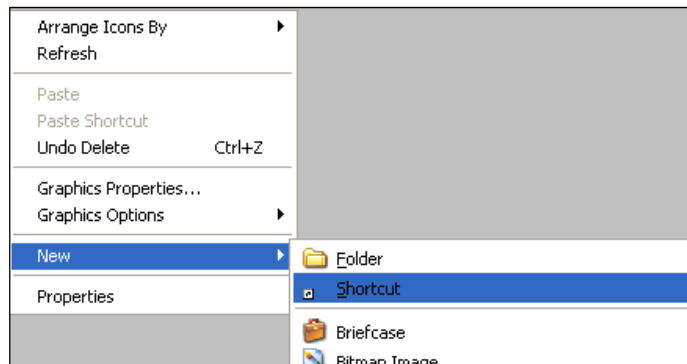 Arrange Icons By
Refresh
Paste
Paste Shortcut
Undo Delete Ctrl+Z
Graphics Properties...
Graphics Options
New
Properties
Folder
Shortcut
Briefcase
Bitmap Image